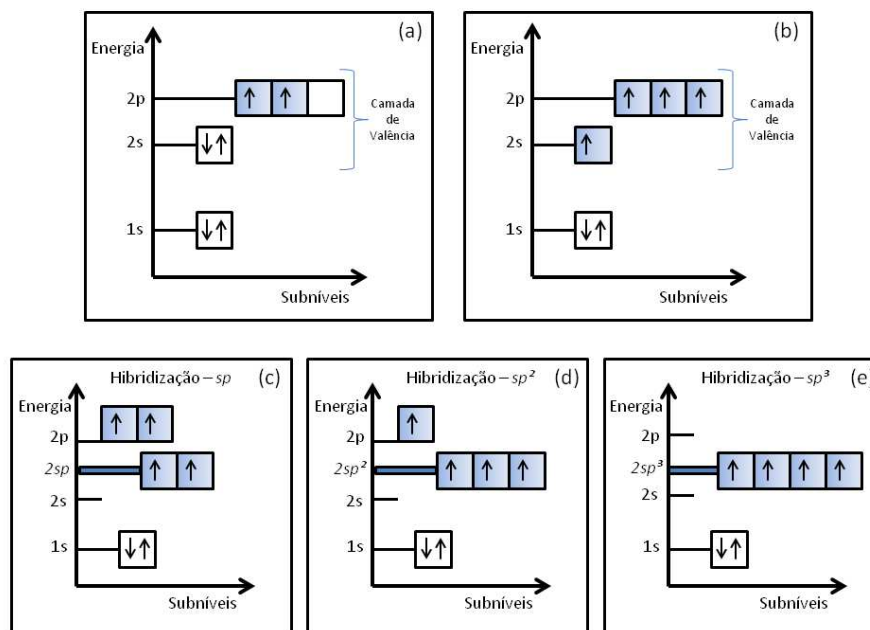 (a)
Energia
2p
2s
1s
Camada
de
Valência
Subníveis
(b)
Energia
2p
2s
1s
Camada
de
Valência
Subníveis
Hibridização – sp (c)
Energia
2p
2sp
2s
1s
Subníveis
Hibridização – sp² (d)
Energia
2p
2sp²
2s
1s
Subníveis
Hibridização – sp³ (e)
Energia
2p
2sp³
2s
1s
Subníveis